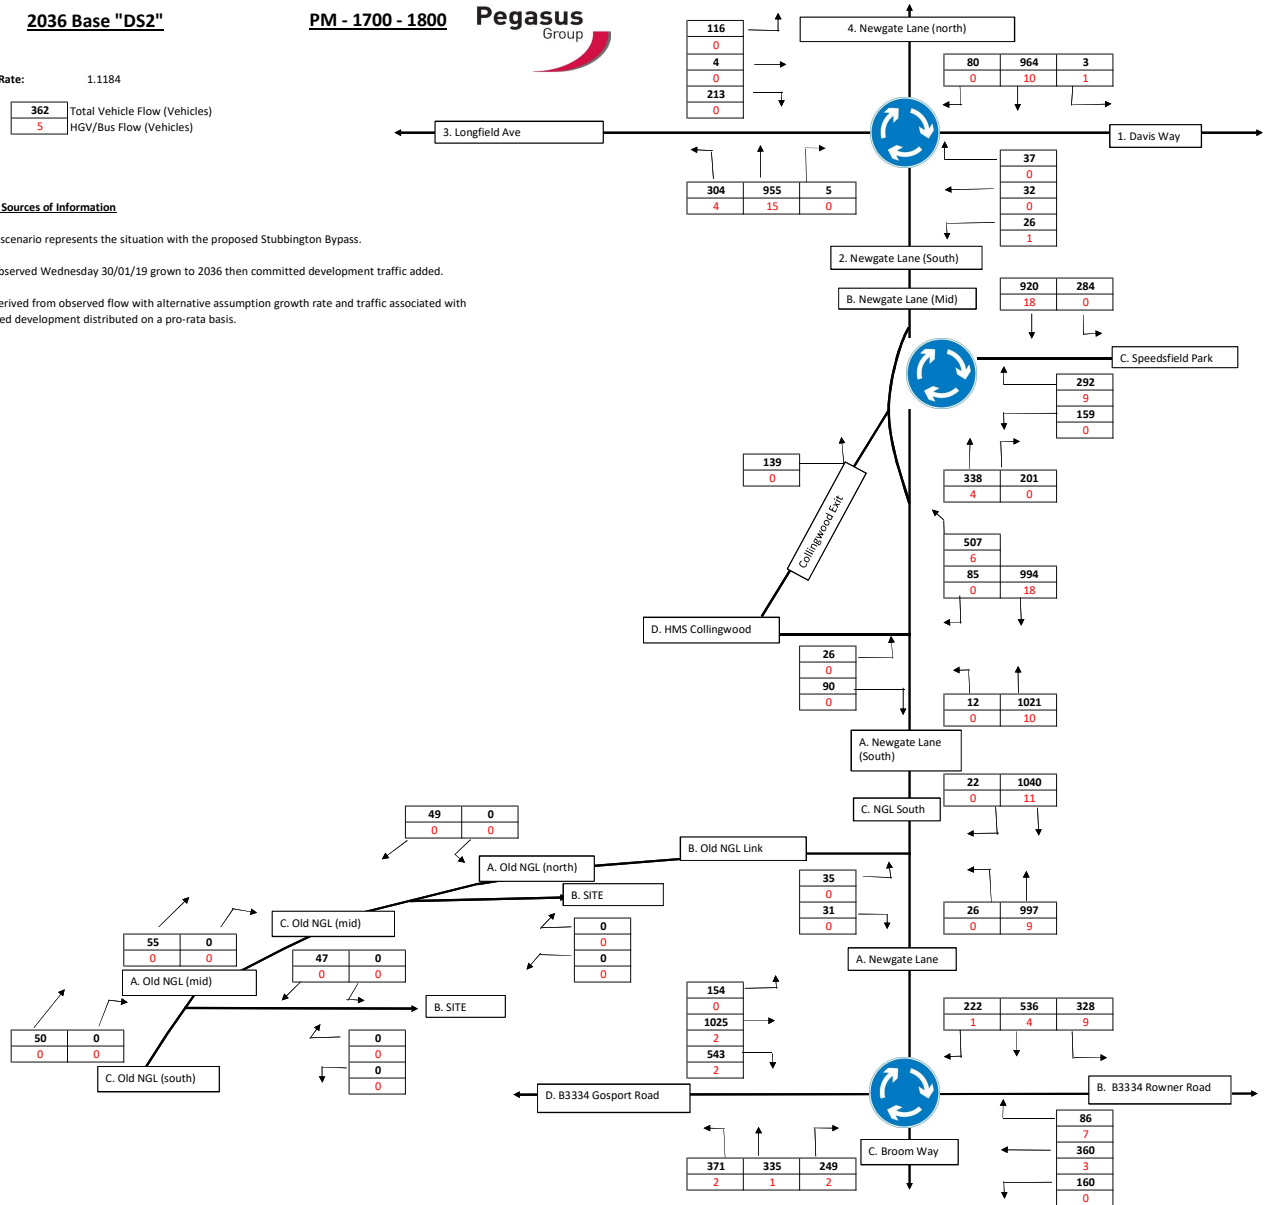 2036 Base "DS2"
PM - 1700 - 1800
Pegasus
Group
Rate:
1.1184
362 Total Vehicle Flow (Vehicles)
5 HGV/Bus Flow (Vehicles)
Sources of Information
scenario represents the situation with the proposed Stubbington Bypass.
bserved Wednesday 30/01/19 grown to 2036 then committed development traffic added.
erived from observed flow with alternative assumption growth rate and traffic associated with
ed development distributed on a pro-rata basis.
116
0
4
0
213
0
4. Newgate Lane (north)
80 964 3
0 10 1
3. Longfield Ave
1. Davis Way
304 955 5
4 15 0
37
0
32
0
26
1
2. Newgate Lane (South)
B. Newgate Lane (Mid)
920 284
18 0
C. Speedsfield Park
292
9
159
0
139
0
338 201
4 0
Collingwood Exit
507
6
85 994
0 18
D. HMS Collingwood
26
0
90
0
12 1021
0 10
A. Newgate Lane
(South)
22 1040
0 11
C. NGL South
49 0
0 0
B. Old NGL Link
A. Old NGL (north)
35
0
31
0
B. SITE
26 997
0 9
C. Old NGL (mid)
0
0
0
0
55 0
0 0
47 0
0 0
A. Newgate Lane
A. Old NGL (mid)
B. SITE
154
0
1025
2
543
2
222 536 328
1 4 9
50 0
0 0
0
0
0
0
C. Old NGL (south)
D. B3334 Gosport Road
B. B3334 Rowner Road
86
7
360
3
160
0
C. Broom Way
371 335 249
2 1 2